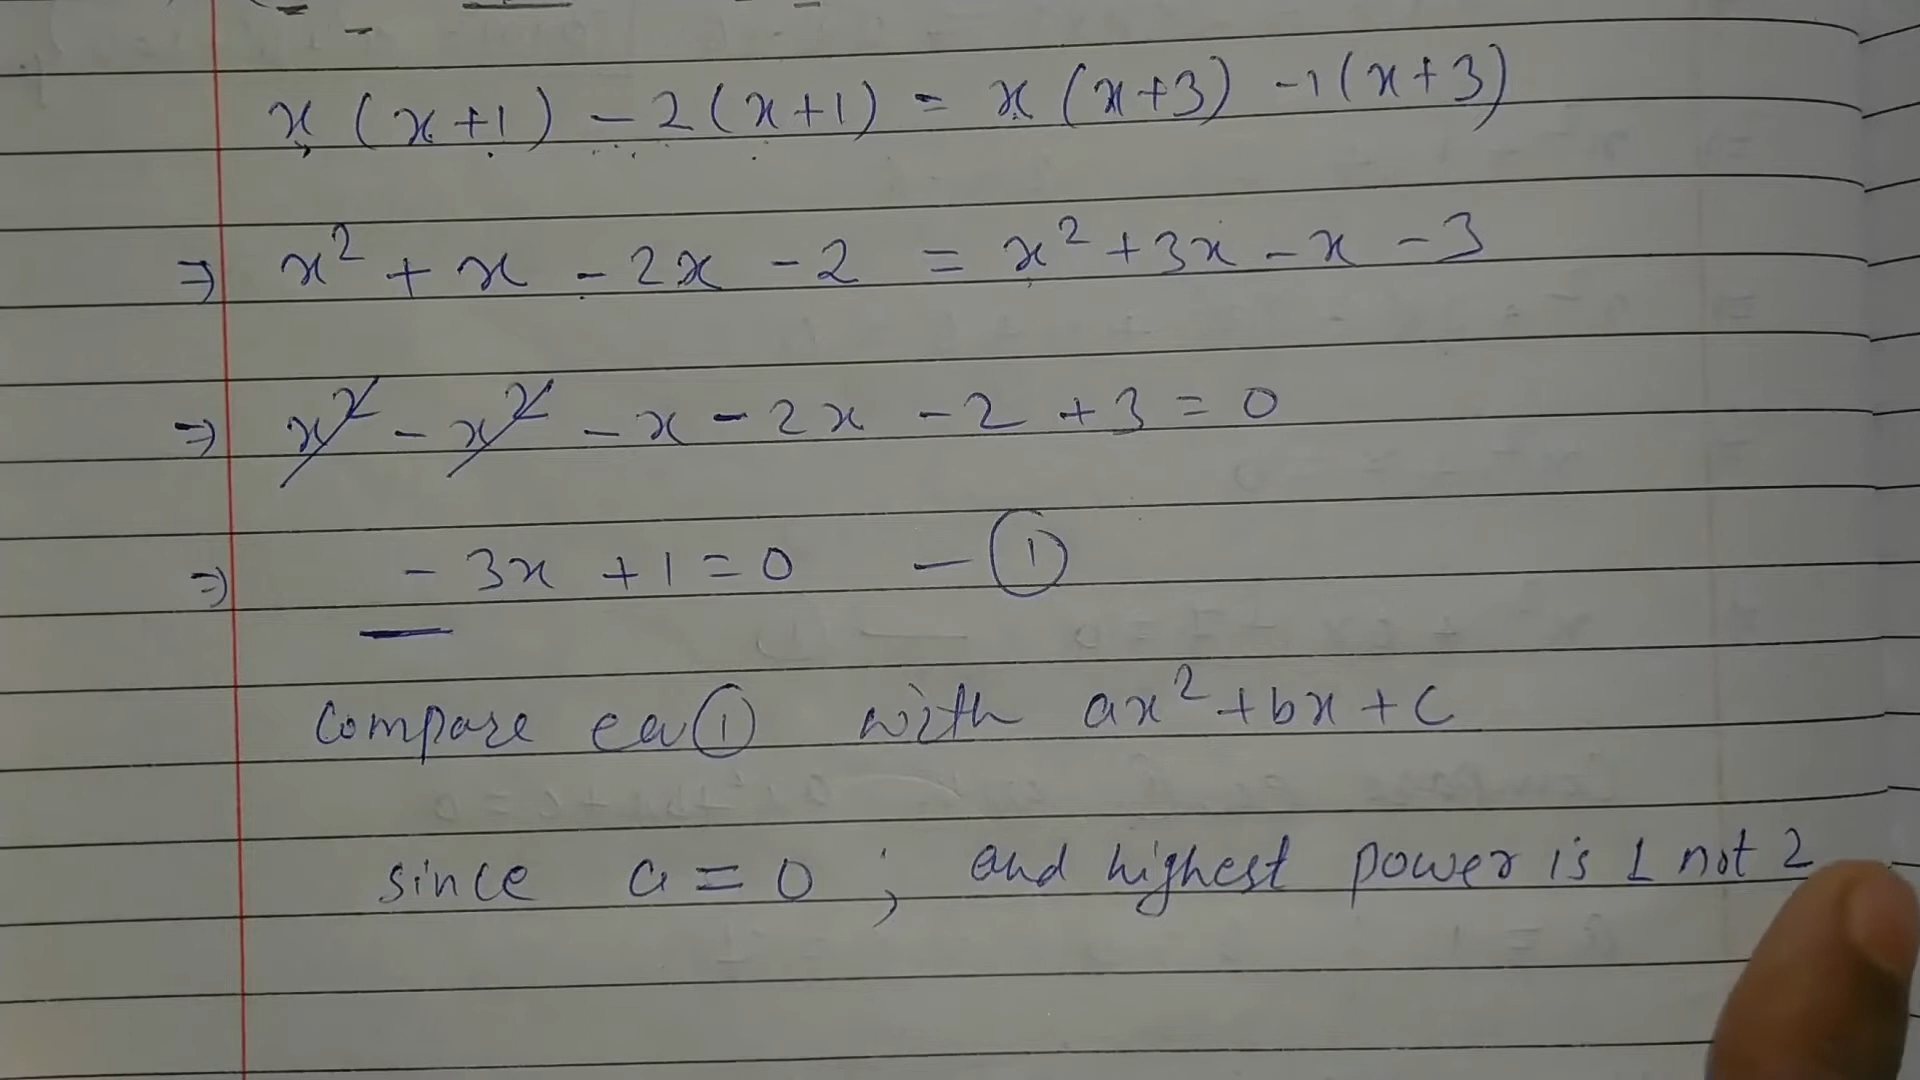 x (x+1) - 2(x+1) = x (x+3) -1(x+3)
⇒ x² + x - 2x - 2 = x² + 3x - x - 3
⇒ x² - x² - x - 2x - 2 + 3 = 0
⇒ - 3x + 1 = 0 — ①
Compare eq ① with ax² + bx + c
since a = 0 ; and highest power is 1 not 2